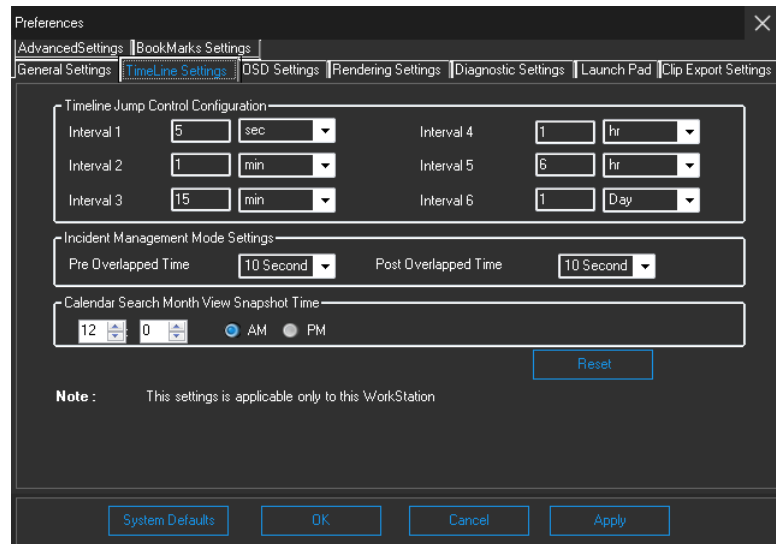 Preferences
AdvancedSettings BookMarks Settings
General Settings TimeLine Settings OSD Settings Rendering Settings Diagnostic Settings Launch Pad Clip Export Settings
Timeline Jump Control Configuration
Interval 1 5 sec Interval 4 1 hr
Interval 2 1 min Interval 5 6 hr
Interval 3 15 min Interval 6 1 Day
Incident Management Mode Settings
Pre Overlapped Time 10 Second Post Overlapped Time 10 Second
Calendar Search Month View Snapshot Time
12 : 0 AM PM
Reset
Note : This settings is applicable only to this WorkStation
System Defaults OK Cancel Apply